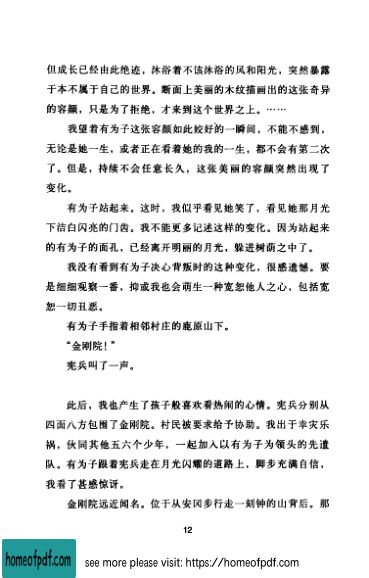 但成长已经由此绝迹，沐浴着不该沐浴的风和阳光，突然暴露
于本不属于自己的世界。断面上美丽的木纹描画出的这张奇异
的容颜，只是为了拒绝，才来到这个世界之上。……
我望着有为子这张容颜如此姣好的一瞬间，不能不感到，
无论是她一生，或者正在看着她的我的一生，都不会有第二次
了。但是，持续不会任意长久，这张美丽的容颜突然出现了
变化。
有为子站起来。这时，我似乎看见她笑了，看见她那月光
下洁白闪亮的门齿。我不能更多记述这样的变化。因为站起来
的有为子的面孔，已经离开明丽的月光，躲进树荫之中了。
我没有看到有为子决心背叛时的这种变化，很感遗憾。要
是细细观察一番，抑或我也会萌生一种宽恕他人之心，包括宽
恕一切丑恶。
有为子手指着相邻村庄的鹿原山下。
“金刚院！”
宪兵叫了一声。
此后，我也产生了孩子般喜欢看热闹的心情。宪兵分别从
四面八方包围了金刚院。村民被要求给予协助。我出于幸灾乐
祸，伙同其他五六个少年，一起加入以有为子为领头的先遣
队。有为子跟着宪兵走在月光闪耀的道路上，脚步充满自信，
我看了甚感惊讶。
金刚院远近闻名。位于从安冈步行走一刻钟的山背后。那
12
homeofpdf.com
see more please visit: https://homeofpdf.com